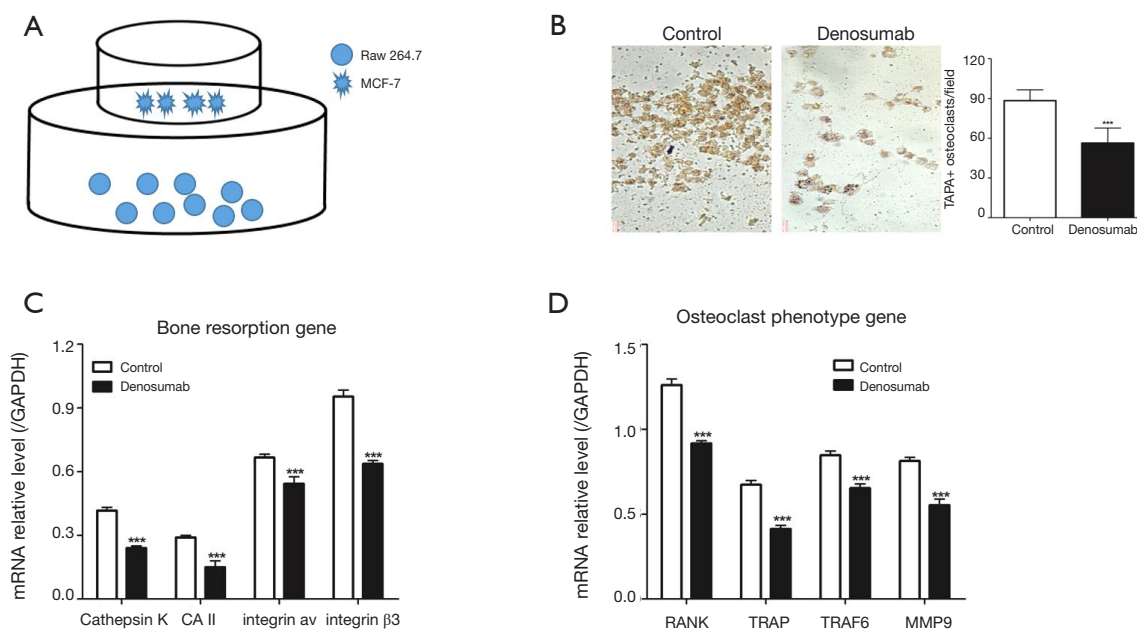 A
Raw 264.7
MCF-7
B
Control
Denosumab
TAPA+ osteoclasts/field
120
90
60
30
0
***
Control
Denosumab
C
Bone resorption gene
mRNA relative level (/GAPDH)
1.2
0.9
0.6
0.3
0.0
Control
Denosumab
***
***
***
***
Cathepsin K
CA II
integrin av
integrin β3
D
Osteoclast phenotype gene
mRNA relative level (/GAPDH)
1.5
1.0
0.5
0.0
Control
Denosumab
***
***
***
***
RANK
TRAP
TRAF6
MMP9